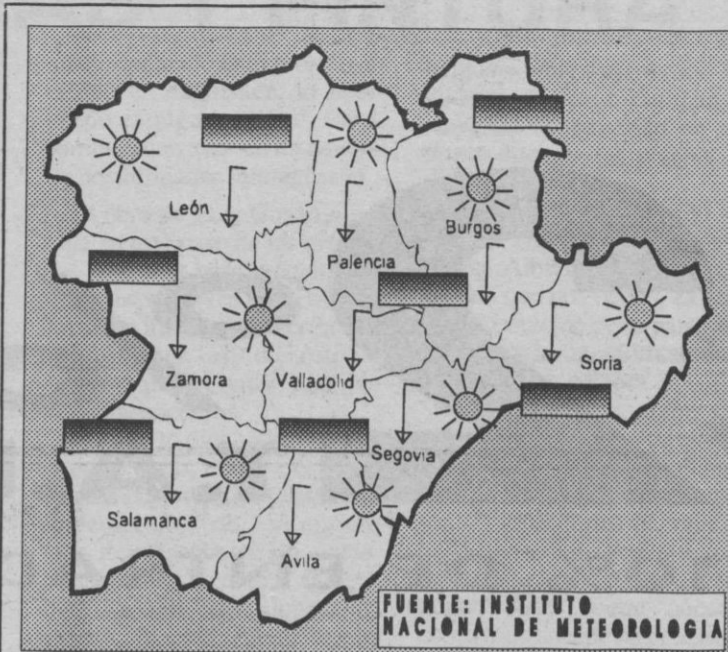 León
Palencia
Burgos
Zamora
Valladolid
Soria
Segovia
Salamanca
Avila
FUENTE: INSTITUTO
NACIONAL DE METEOROLOGIA